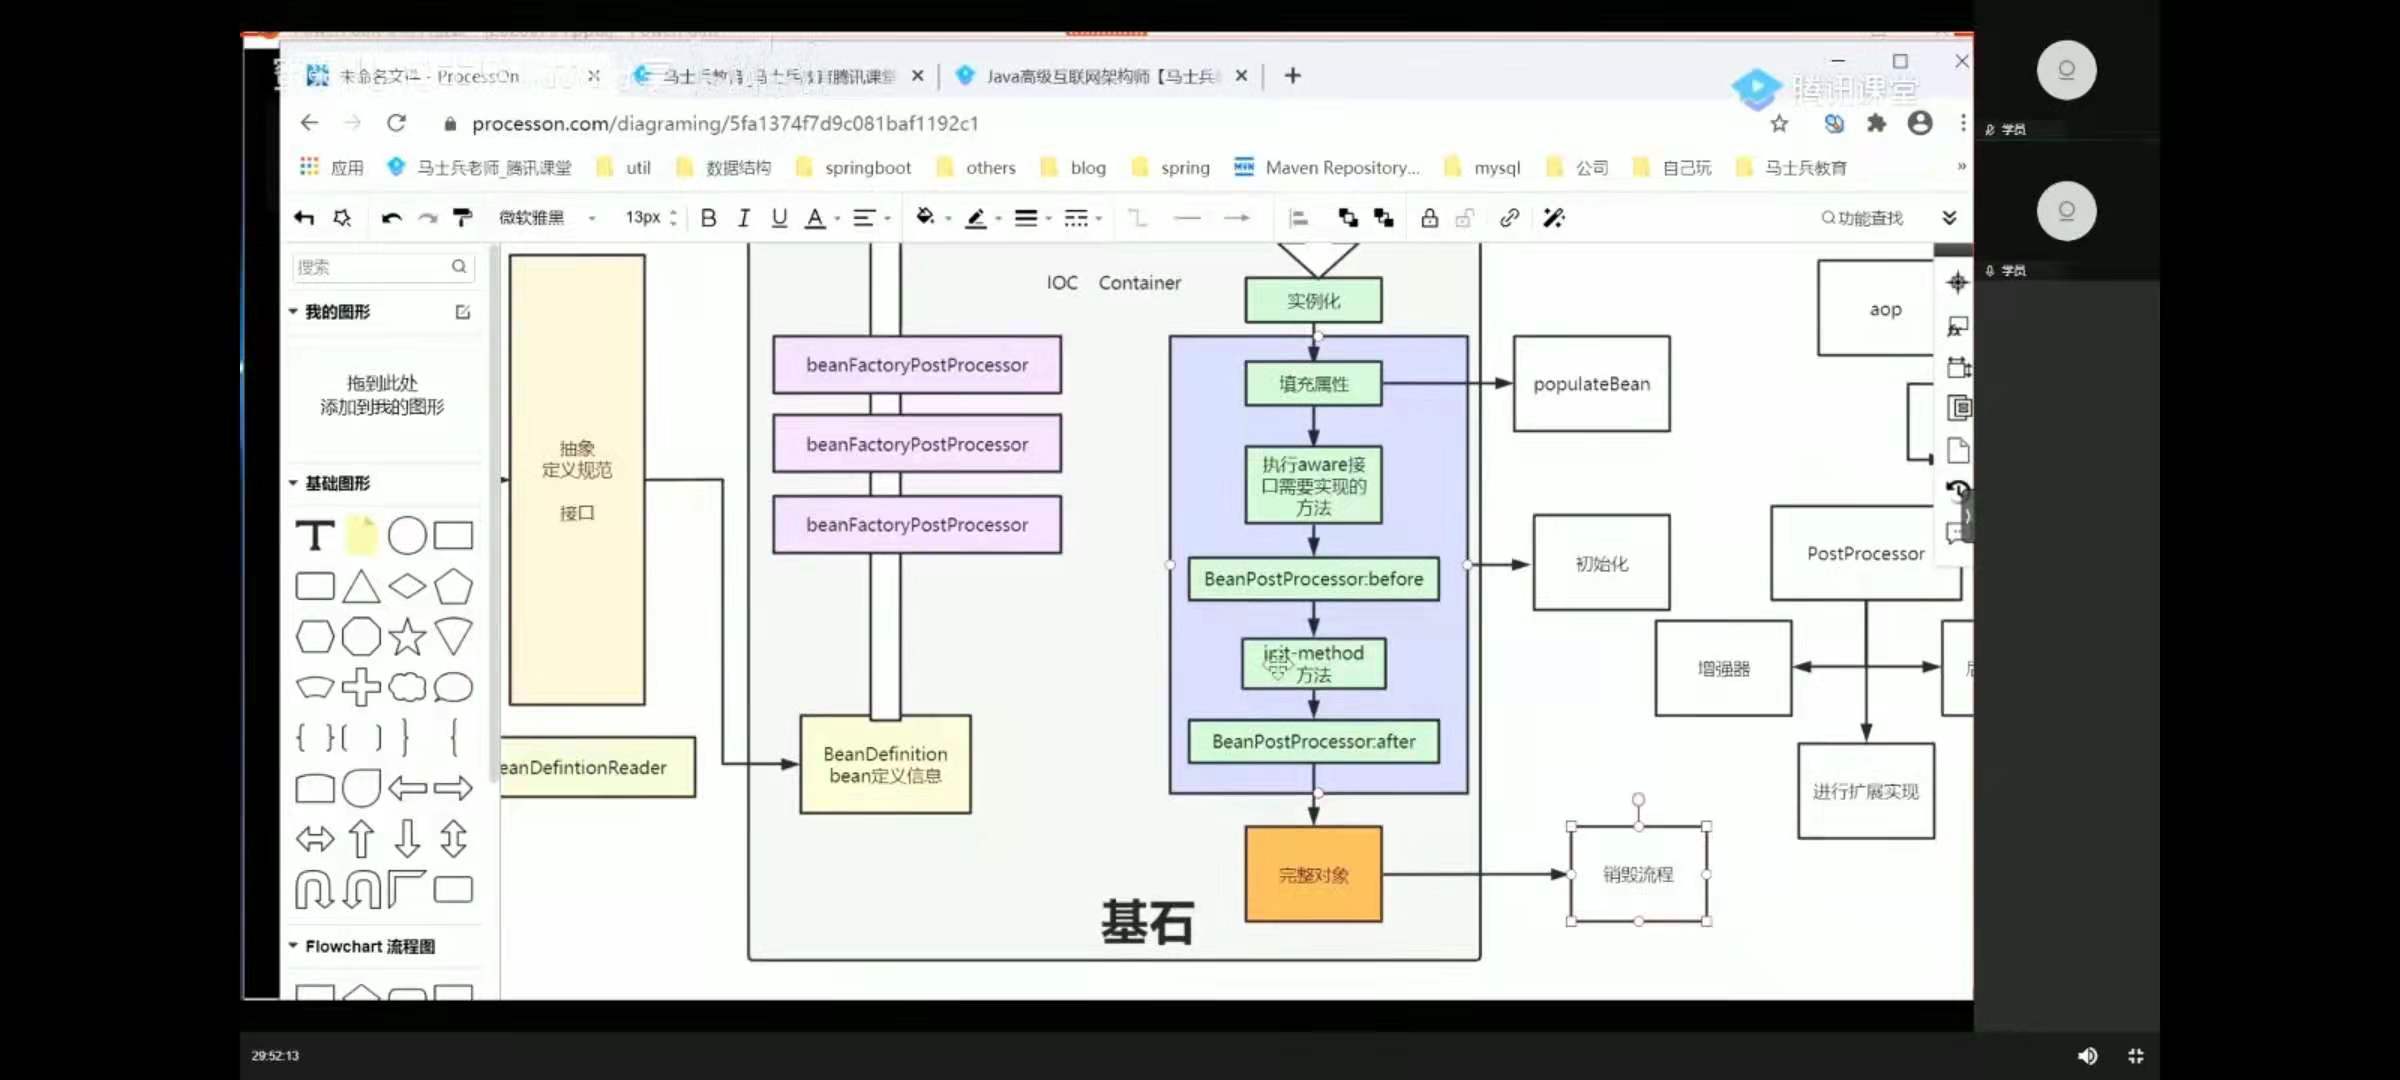 未命名文件 - ProcessOn
马士兵教育_马士兵教育腾讯课堂
Java高级互联网架构师【马士兵
腾讯课堂
processon.com/diagraming/5fa1374f7d9c081baf1192c1
应用
马士兵老师_腾讯课堂
util
数据结构
springboot
others
blog
spring
Maven Repository...
mysql
公司
自己玩
马士兵教育
»
微软雅黑
13px
B
I
U
A
功能查找
搜索
我的图形
拖到此处
添加到我的图形
基础图形
T
Flowchart 流程图
抽象
定义规范
接口
eanDefintionReader
IOC Container
beanFactoryPostProcessor
beanFactoryPostProcessor
beanFactoryPostProcessor
BeanDefinition
bean定义信息
基石
实例化
填充属性
执行aware接
口需要实现的
方法
BeanPostProcessor:before
init-method
方法
BeanPostProcessor:after
完整对象
populateBean
初始化
销毁流程
aop
PostProcessor
增强器
进行扩展实现
学员
学员
29:52:13